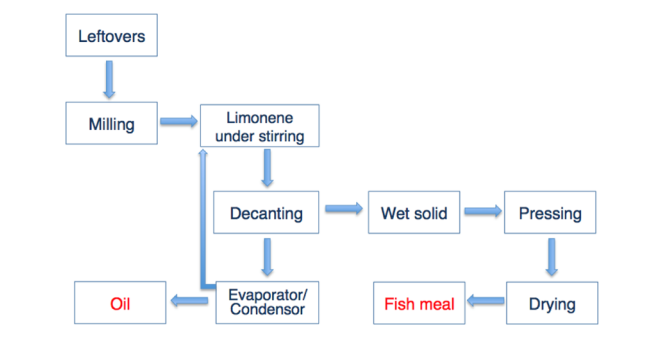 Leftovers
Milling
Limonene
under stirring
Decanting
Wet solid
Pressing
Oil
Evaporator/
Condensor
Fish meal
Drying